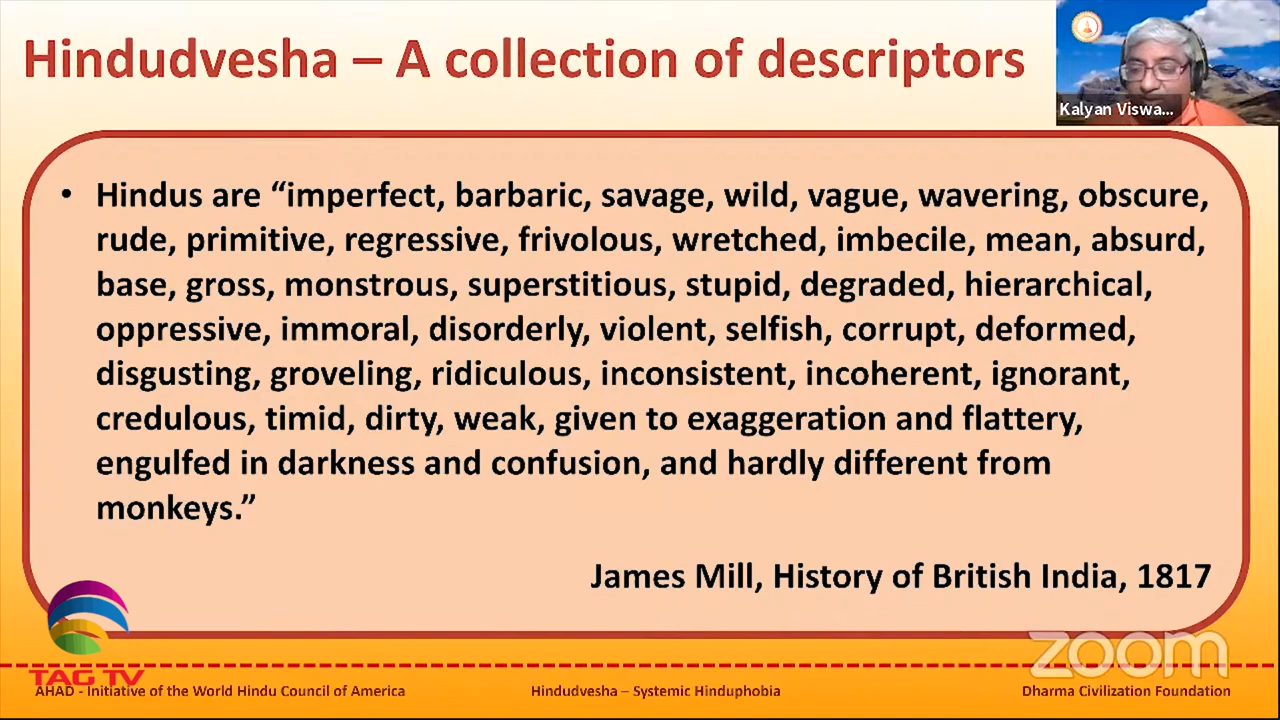 Hindudvesha – A collection of descriptors
Kalyan Viswa...
• Hindus are “imperfect, barbaric, savage, wild, vague, wavering, obscure,
rude, primitive, regressive, frivolous, wretched, imbecile, mean, absurd,
base, gross, monstrous, superstitious, stupid, degraded, hierarchical,
oppressive, immoral, disorderly, violent, selfish, corrupt, deformed,
disgusting, groveling, ridiculous, inconsistent, incoherent, ignorant,
credulous, timid, dirty, weak, given to exaggeration and flattery,
engulfed in darkness and confusion, and hardly different from
monkeys.”
James Mill, History of British India, 1817
zoom
TAG TV
AHAD - Initiative of the World Hindu Council of America
Hindudvesha – Systemic Hinduphobia
Dharma Civilization Foundation